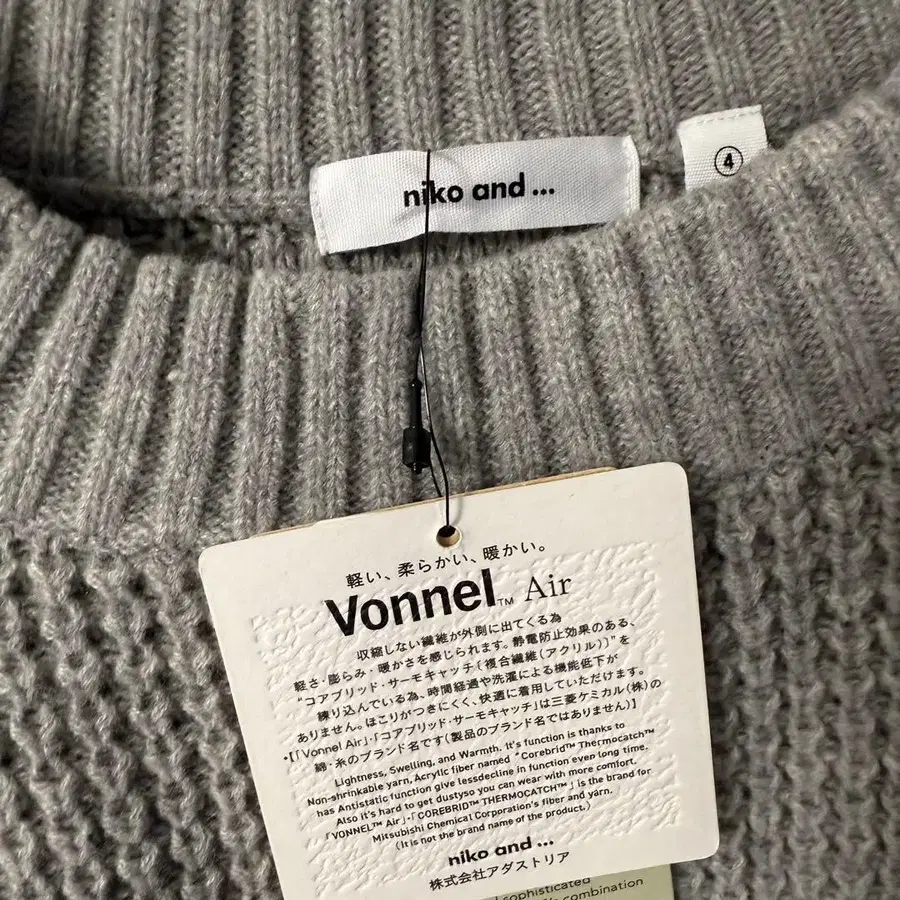 niko and ...
4
軽い、柔らかい、暖かい。
Vonnel™ Air
収縮しない繊維が外側に出てくる為
軽さ・膨らみ・暖かさを感じられます。静電防止効果のある、
“コアブリッド・サーモキャッチ(複合繊維(アクリル))”を
練り込んでいる為、時間経過や洗濯による機能低下が
ありません。ほこりがつきにくく、快適に着用していただけます。
・[「Vonnel Air」・「コアブリッド・サーモキャッチ」は三菱ケミカル(株)の
綿・糸のブランド名です(製品のブランド名ではありません)]
Lightness, Swelling, and Warmth. It's function is thanks to
Non-shrinkable yarn. Acrylic fiber named "Corebrid™ Thermocatch™
has Antistatic function give lessdecline in function even long time.
Also it's hard to get dustyso you can wear with more comfort.
「VONNEL™ Air」・「COREBRID™ THERMOCATCH™」 is the brand for
Mitsubishi Chemical Corporation's fiber and yarn.
(It is not the brand name of the product.)
niko and ...
株式会社アダストリア
sophisticated
combination